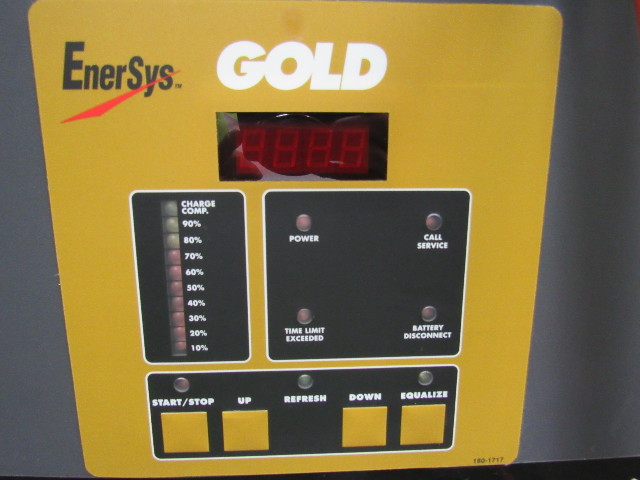 EnerSys™
GOLD
CHARGE
COMP.
90%
80%
70%
60%
50%
40%
30%
20%
10%
POWER
CALL
SERVICE
TIME LIMIT
EXCEEDED
BATTERY
DISCONNECT
START/STOP UP REFRESH DOWN EQUALIZE
180-1717